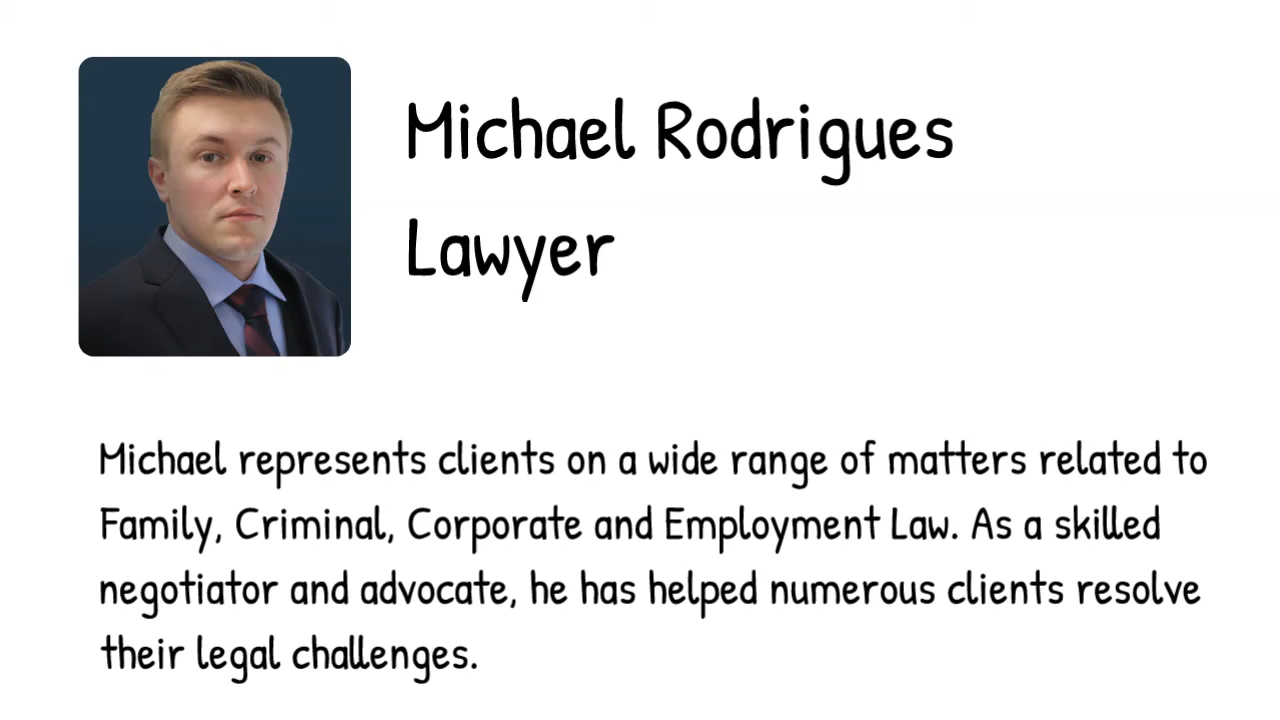 Michael Rodrigues
Lawyer
Michael represents clients on a wide range of matters related to
Family, Criminal, Corporate and Employment Law. As a skilled
negotiator and advocate, he has helped numerous clients resolve
their legal challenges.